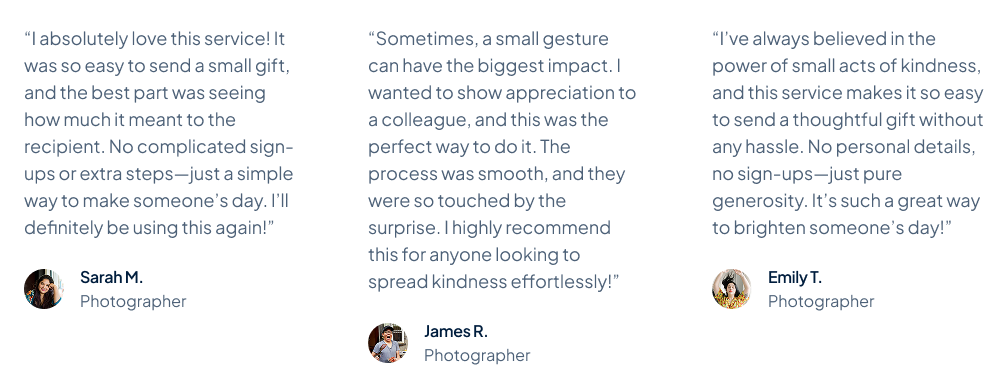 “I absolutely love this service! It
was so easy to send a small gift,
and the best part was seeing
how much it meant to the
recipient. No complicated sign-
ups or extra steps—just a simple
way to make someone’s day. I’ll
definitely be using this again!”
Sarah M.
Photographer
“Sometimes, a small gesture
can have the biggest impact. I
wanted to show appreciation to
a colleague, and this was the
perfect way to do it. The
process was smooth, and they
were so touched by the
surprise. I highly recommend
this for anyone looking to
spread kindness effortlessly!”
James R.
Photographer
“I’ve always believed in the
power of small acts of kindness,
and this service makes it so easy
to send a thoughtful gift without
any hassle. No personal details,
no sign-ups—just pure
generosity. It’s such a great way
to brighten someone’s day!”
Emily T.
Photographer